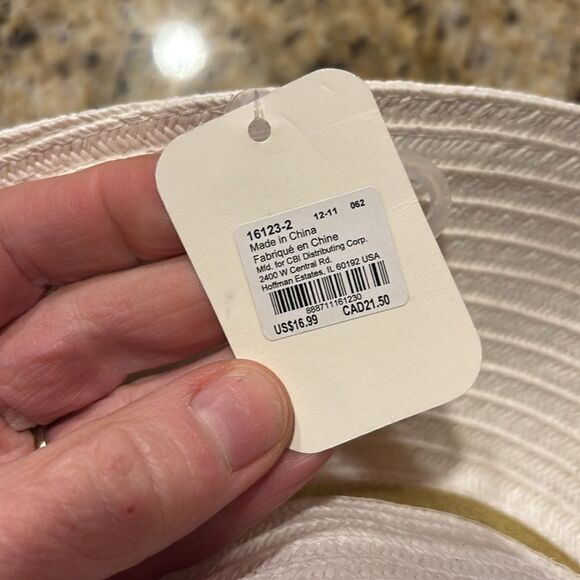 16123-2 12-11 062
Made in China
Fabriqué en Chine
Mfd. for CBI Distributing Corp.
2400 W Central Rd.
Hoffman Estates, IL 60192 USA
888711161230
US$16.99 CAD21.50